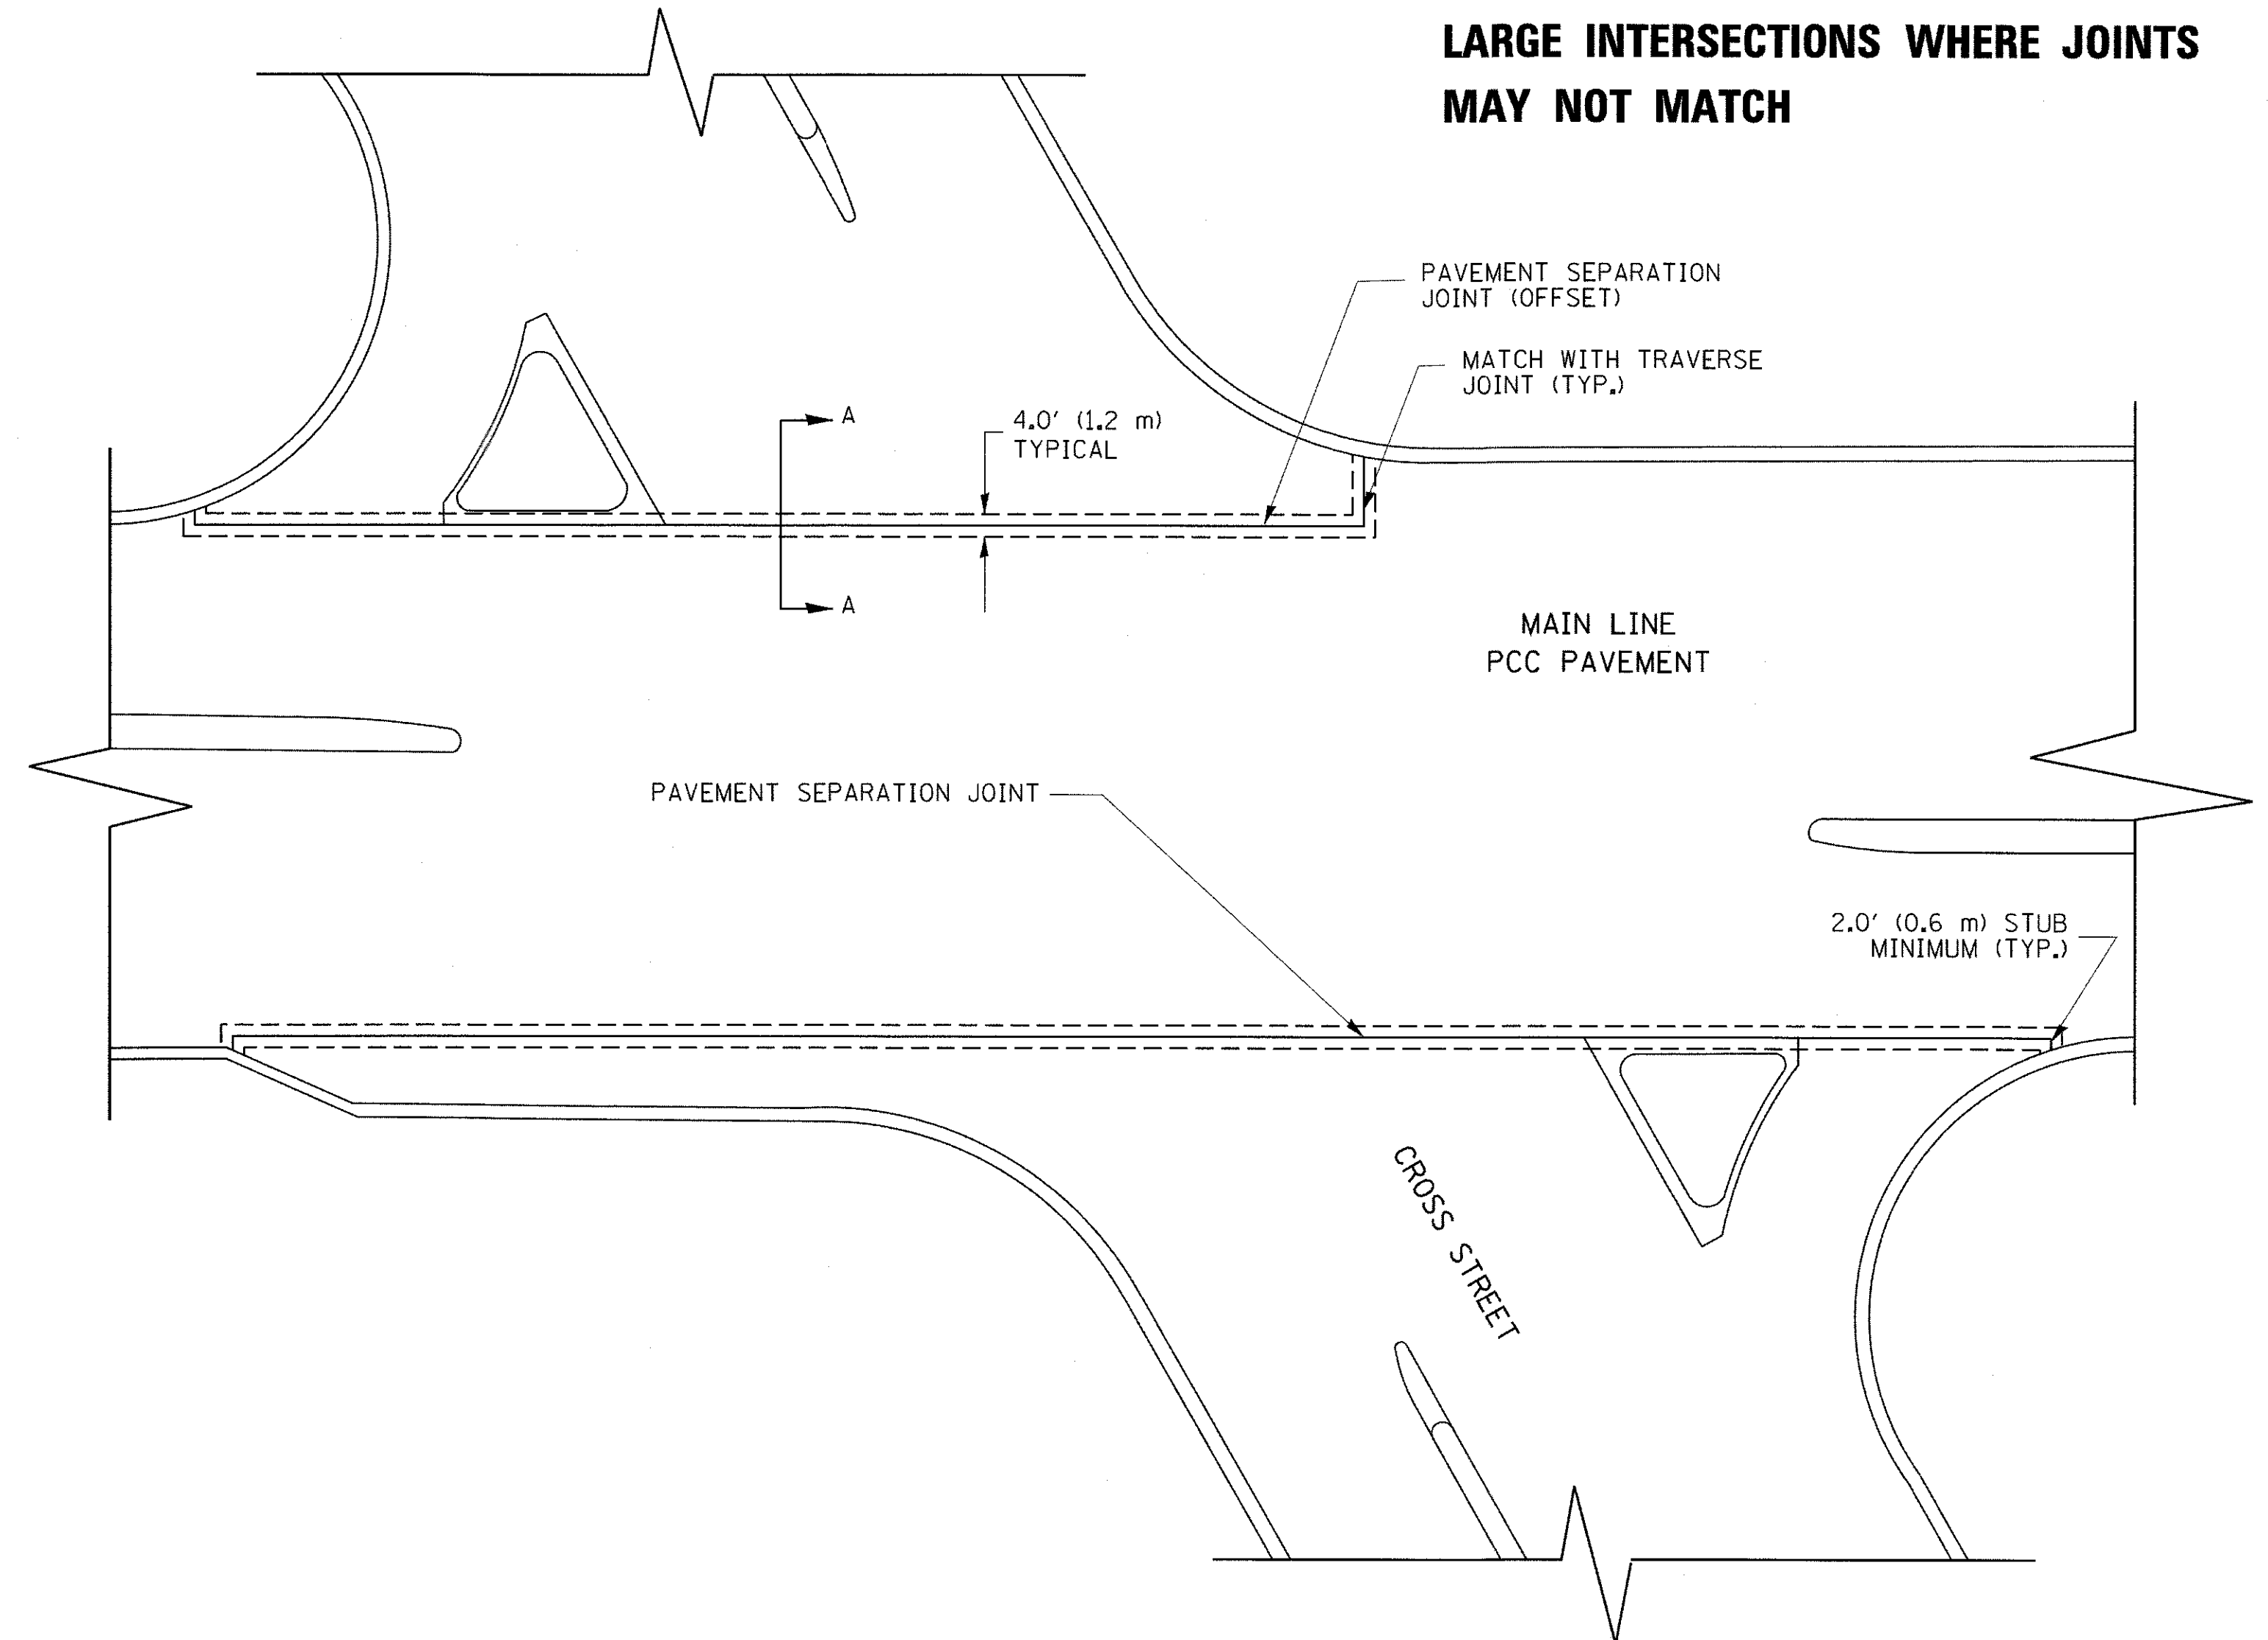 LARGE INTERSECTIONS WHERE JOINTS
MAY NOT MATCH
PAVEMENT SEPARATION
JOINT (OFFSET)
MATCH WITH TRAVERSE
JOINT (TYP.)
A
4.0' (1.2 m)
TYPICAL
A
MAIN LINE
PCC PAVEMENT
PAVEMENT SEPARATION JOINT
2.0' (0.6 m) STUB
MINIMUM (TYP.)
CROSS STREET